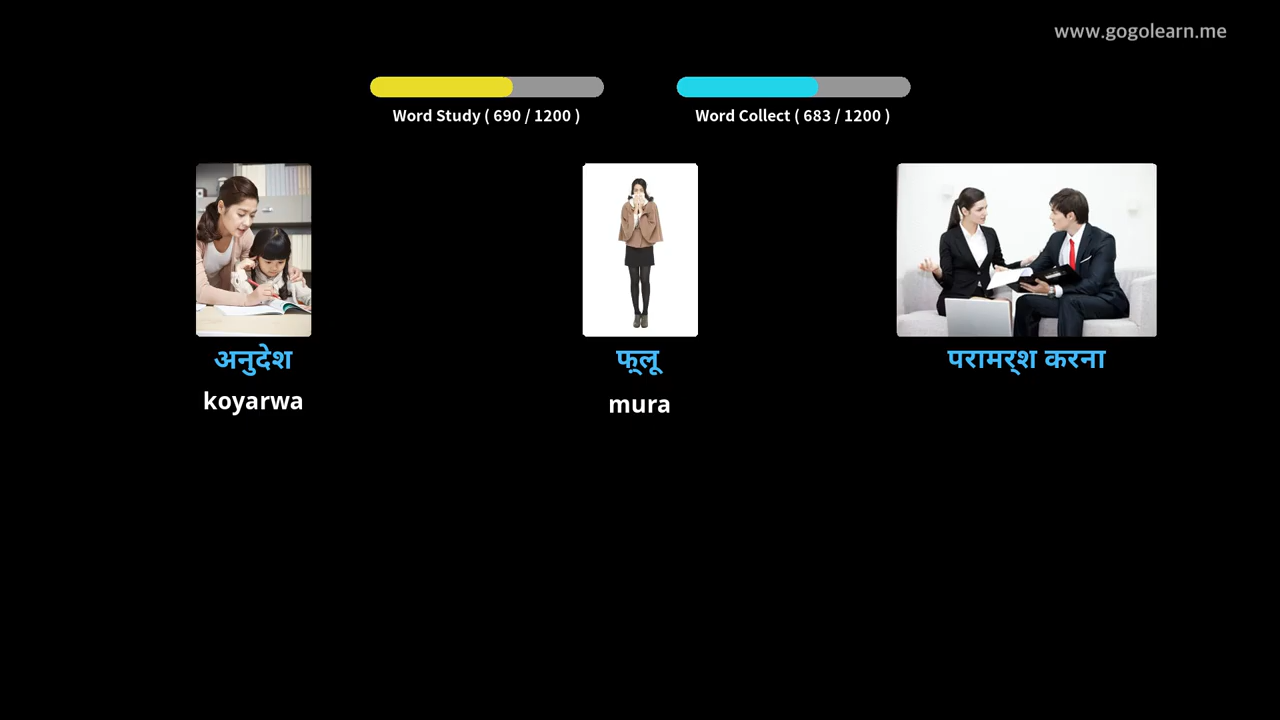 www.gogolearn.me
Word Study ( 690 / 1200 )
Word Collect ( 683 / 1200 )
अनुदेश
फ़्लू
परामर्श करना
koyarwa
mura